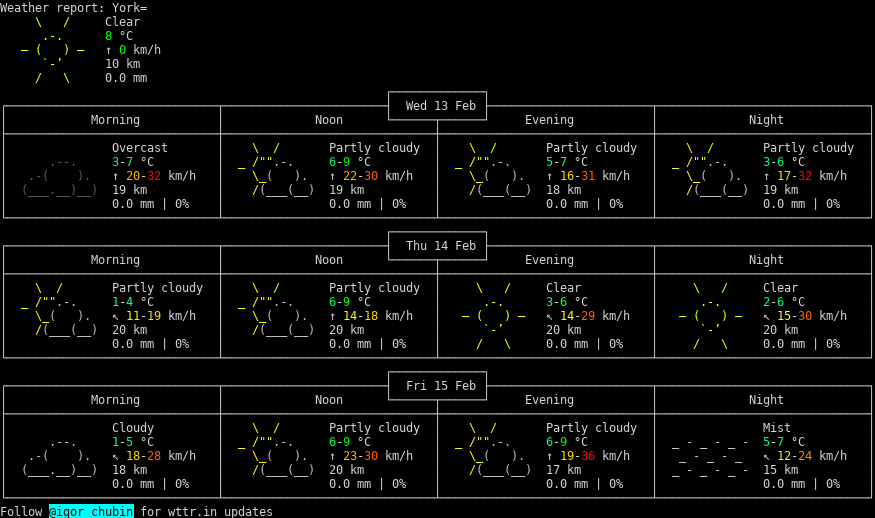 Weather report: York=
Clear
8 °C
↑ 0 km/h
10 km
0.0 mm
Wed 13 Feb
Morning Noon Evening Night
Overcast Partly cloudy Partly cloudy Partly cloudy
3-7 °C 6-9 °C 5-7 °C 3-6 °C
↑ 20-32 km/h ↑ 22-30 km/h ↑ 16-31 km/h ↑ 17-32 km/h
19 km 19 km 18 km 19 km
0.0 mm | 0% 0.0 mm | 0% 0.0 mm | 0% 0.0 mm | 0%
Thu 14 Feb
Morning Noon Evening Night
Partly cloudy Partly cloudy Clear Clear
1-4 °C 6-9 °C 3-6 °C 2-6 °C
↖ 11-19 km/h ↑ 14-18 km/h ↖ 14-29 km/h ↖ 15-30 km/h
20 km 20 km 20 km 20 km
0.0 mm | 0% 0.0 mm | 0% 0.0 mm | 0% 0.0 mm | 0%
Fri 15 Feb
Morning Noon Evening Night
Cloudy Partly cloudy Partly cloudy Mist
1-5 °C 6-9 °C 6-9 °C 5-7 °C
↖ 18-28 km/h ↑ 23-30 km/h ↑ 19-36 km/h ↖ 12-24 km/h
18 km 20 km 17 km 15 km
0.0 mm | 0% 0.0 mm | 0% 0.0 mm | 0% 0.0 mm | 0%
Follow @igor_chubin for wttr.in updates